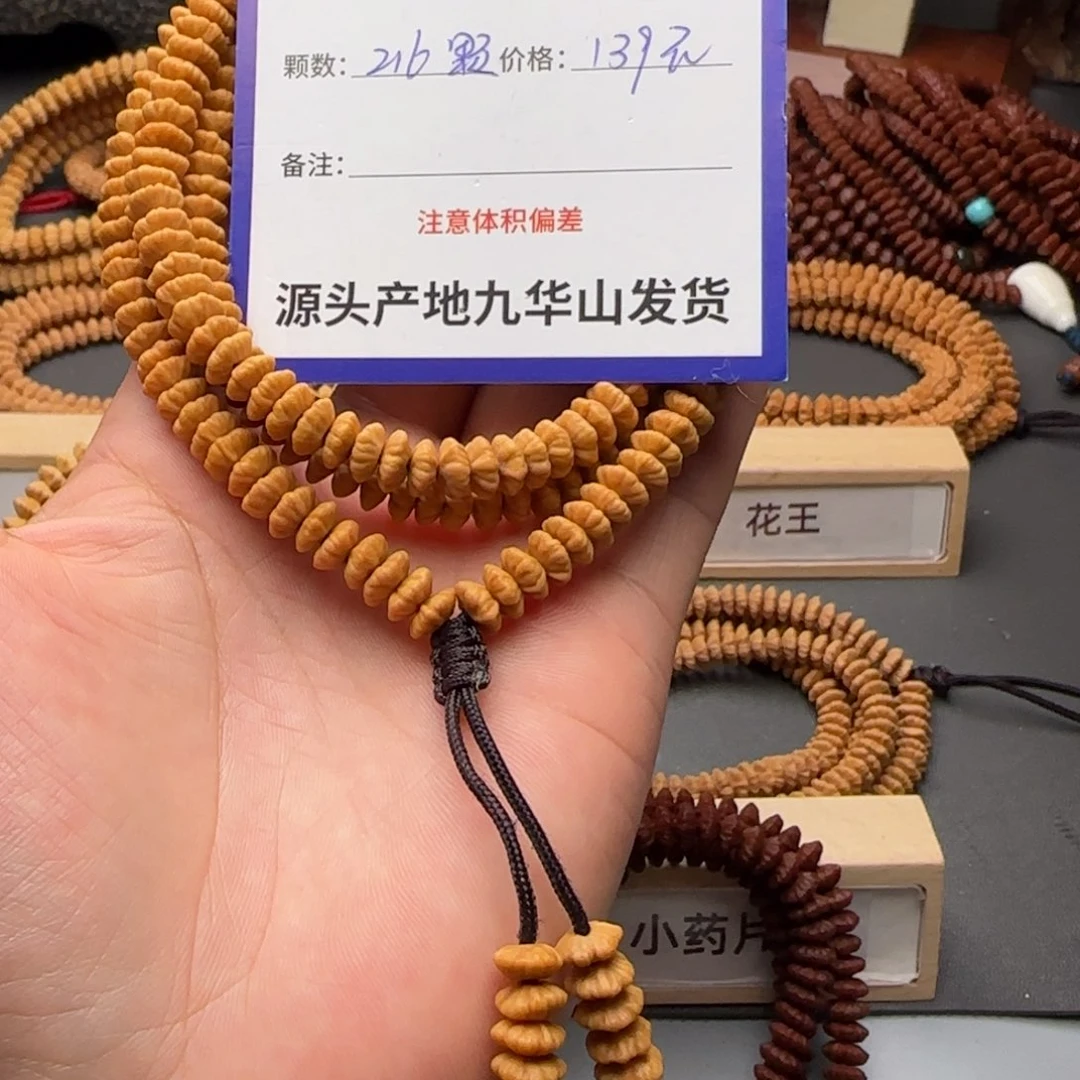 颗数：216颗 价格：139元
备注：
注意体积偏差
源头产地九华山发货
花王
小药片